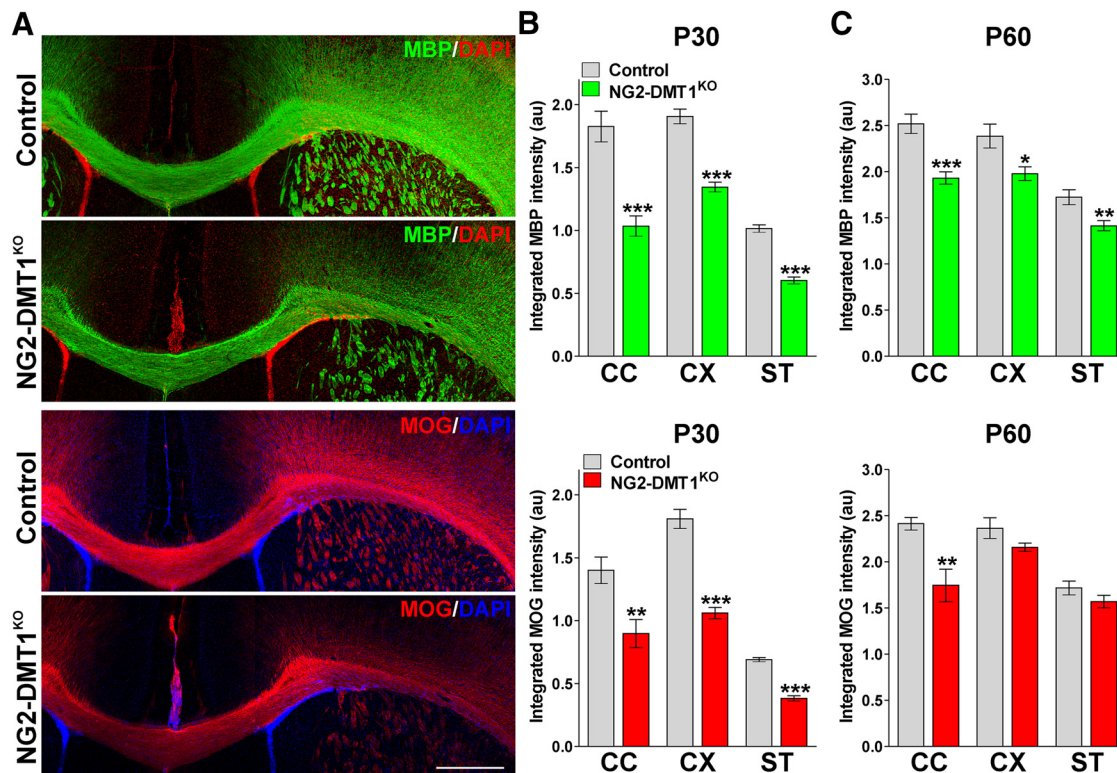 A
Control
MBP/DAPI
NG2-DMT1KO
MBP/DAPI
Control
MOG/DAPI
NG2-DMT1KO
MOG/DAPI
B
P30
Control
NG2-DMT1KO
Integrated MBP intensity (au)
2.0
1.5
1.0
0.5
0.0
***
***
***
CC CX ST
P30
Control
NG2-DMT1KO
Integrated MOG intensity (au)
2.0
1.5
1.0
0.5
0.0
**
***
***
CC CX ST
C
P60
Integrated MBP intensity (au)
3.0
2.5
2.0
1.5
1.0
0.5
0.0
***
*
**
CC CX ST
P60
Integrated MOG intensity (au)
3.0
2.5
2.0
1.5
1.0
0.5
0.0
**
CC CX ST